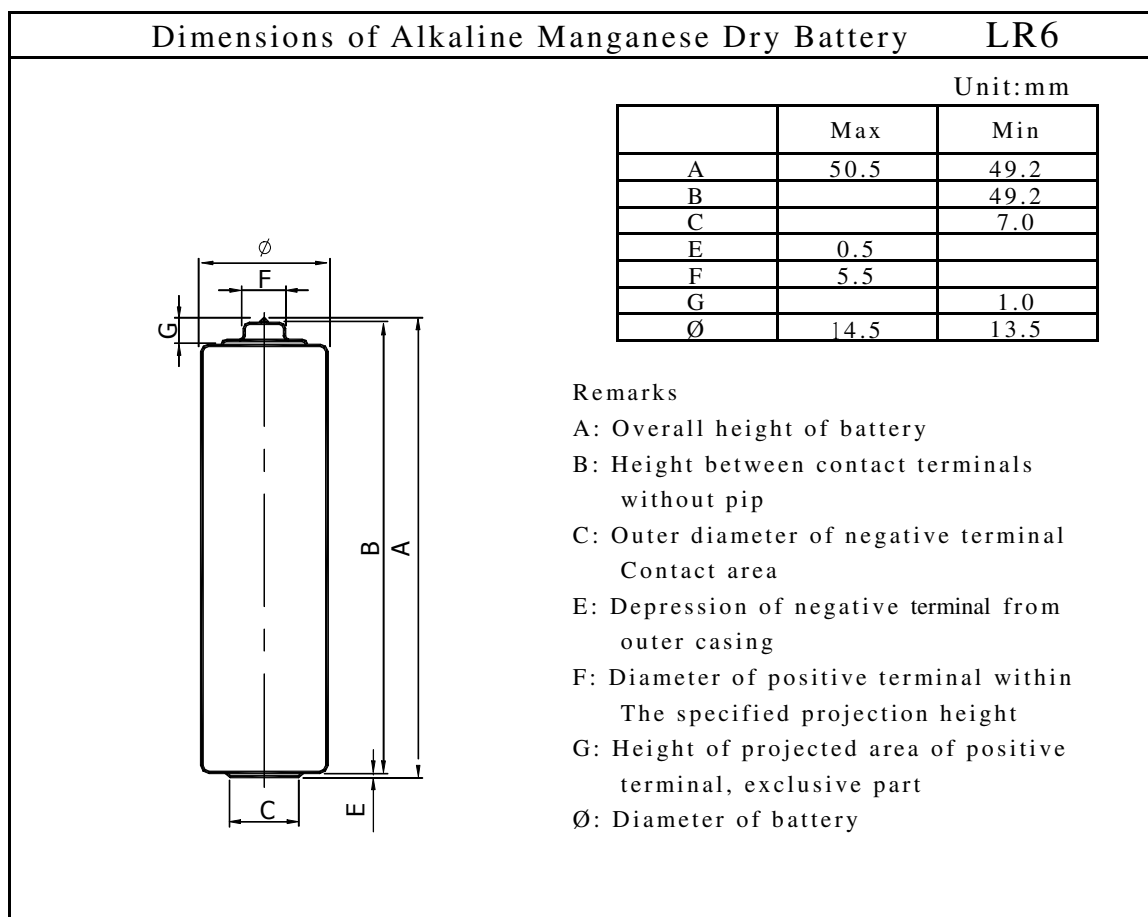 Dimensions of Alkaline Manganese Dry Battery LR6
Unit:mm
Max Min
A 50.5 49.2
B 49.2
C 7.0
E 0.5
F 5.5
G 1.0
Ø 14.5 13.5
Ø
F
G
B
A
C
E
Remarks
A: Overall height of battery
B: Height between contact terminals
without pip
C: Outer diameter of negative terminal
Contact area
E: Depression of negative terminal from
outer casing
F: Diameter of positive terminal within
The specified projection height
G: Height of projected area of positive
terminal, exclusive part
Ø: Diameter of battery